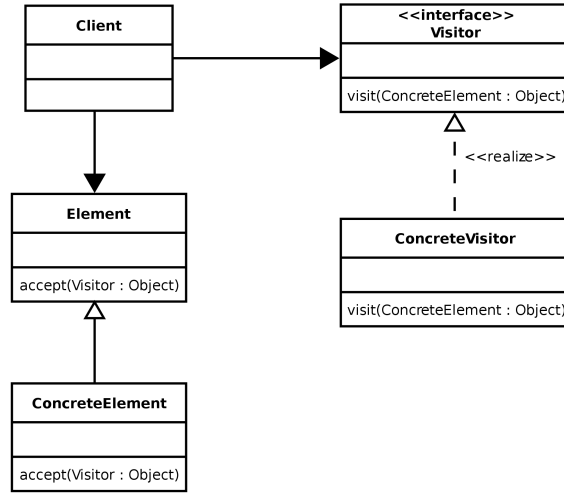 Client
<<interface>>
Visitor
visit(ConcreteElement : Object)
<<realize>>
Element
accept(Visitor : Object)
ConcreteVisitor
visit(ConcreteElement : Object)
ConcreteElement
accept(Visitor : Object)